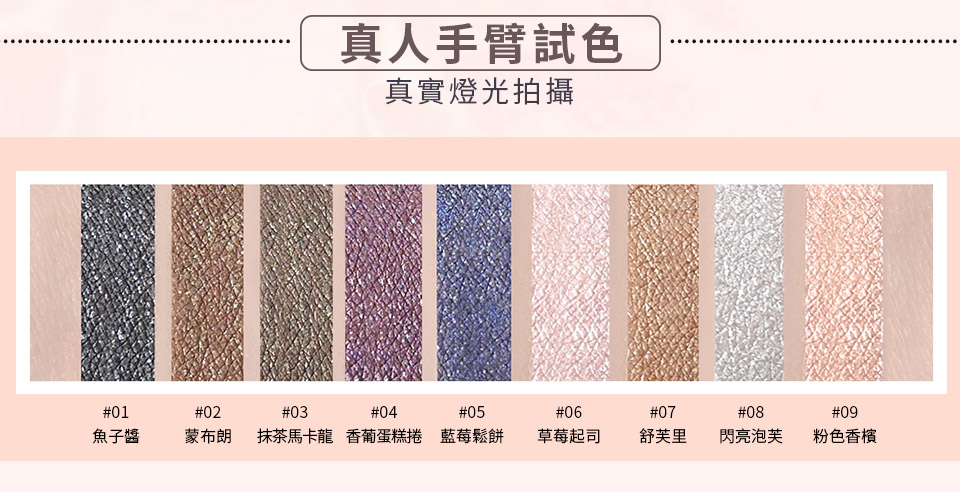 真人手臂試色
真實燈光拍攝
#01 #02 #03 #04 #05 #06 #07 #08 #09
魚子醬 蒙布朗 抹茶馬卡龍 香葡蛋糕捲 藍莓鬆餅 草莓起司 舒芙里 閃亮泡芙 粉色香檳